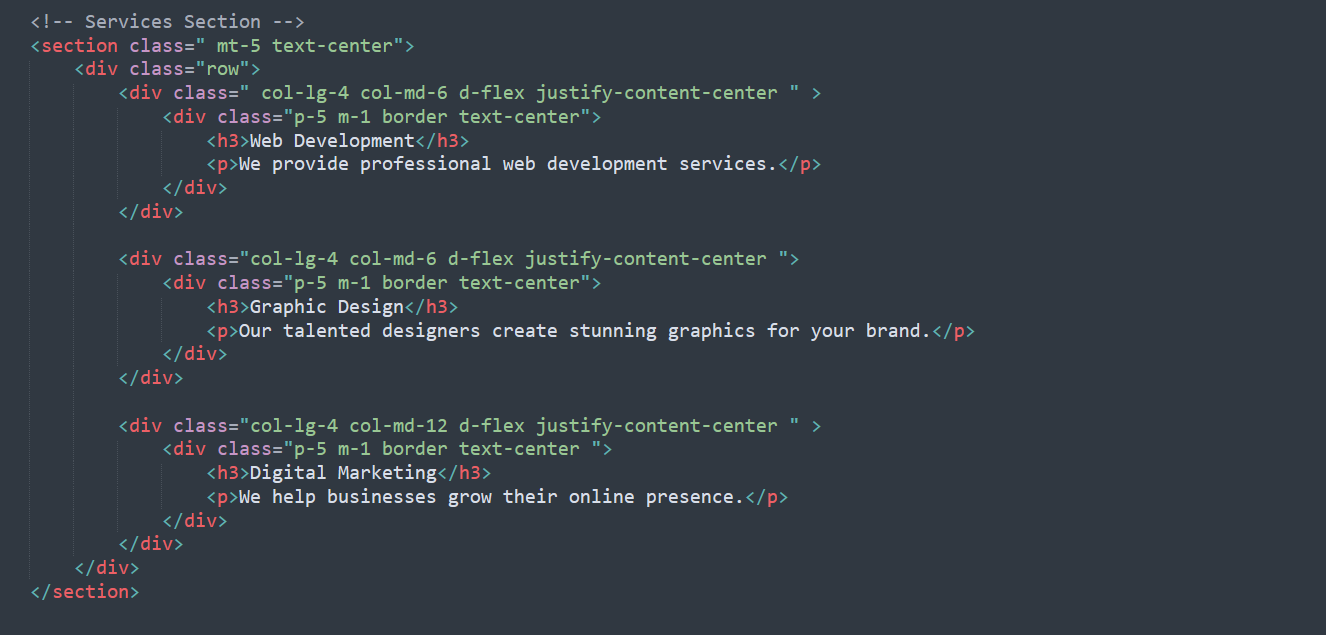 <!-- Services Section -->
<section class=" mt-5 text-center">
    <div class="row">
        <div class=" col-lg-4 col-md-6 d-flex justify-content-center " >
            <div class="p-5 m-1 border text-center">
                <h3>Web Development</h3>
                <p>We provide professional web development services.</p>
            </div>
        </div>

        <div class="col-lg-4 col-md-6 d-flex justify-content-center ">
            <div class="p-5 m-1 border text-center">
                <h3>Graphic Design</h3>
                <p>Our talented designers create stunning graphics for your brand.</p>
            </div>
        </div>

        <div class="col-lg-4 col-md-12 d-flex justify-content-center " >
            <div class="p-5 m-1 border text-center ">
                <h3>Digital Marketing</h3>
                <p>We help businesses grow their online presence.</p>
            </div>
        </div>
    </div>
</section>